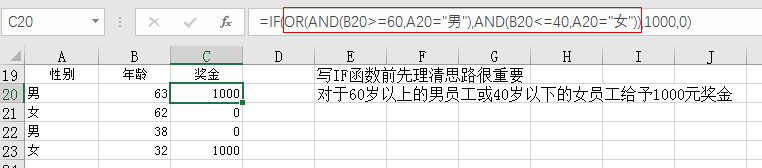 C20 =IF(OR(AND(B20>=60,A20="男"),AND(B20<=40,A20="女")),1000,0)
A B C D E F G H I J
19 性别 年龄 奖金 写IF函数前先理清思路很重要
20 男 63 1000 对于60岁以上的男员工或40岁以下的女员工给予1000元奖金
21 女 62 0
22 男 38 0
23 女 32 1000